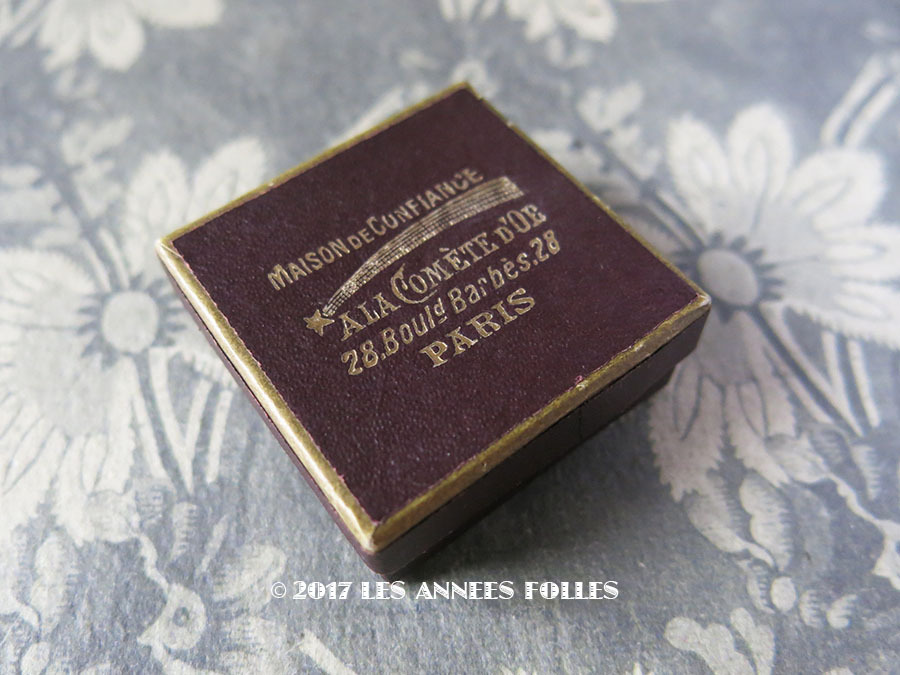 MAISON DE CONFIANCE
A LA COMÈTE D'OR
28. Bould Barbès. 28
PARIS
© 2017 LES ANNEES FOLLES